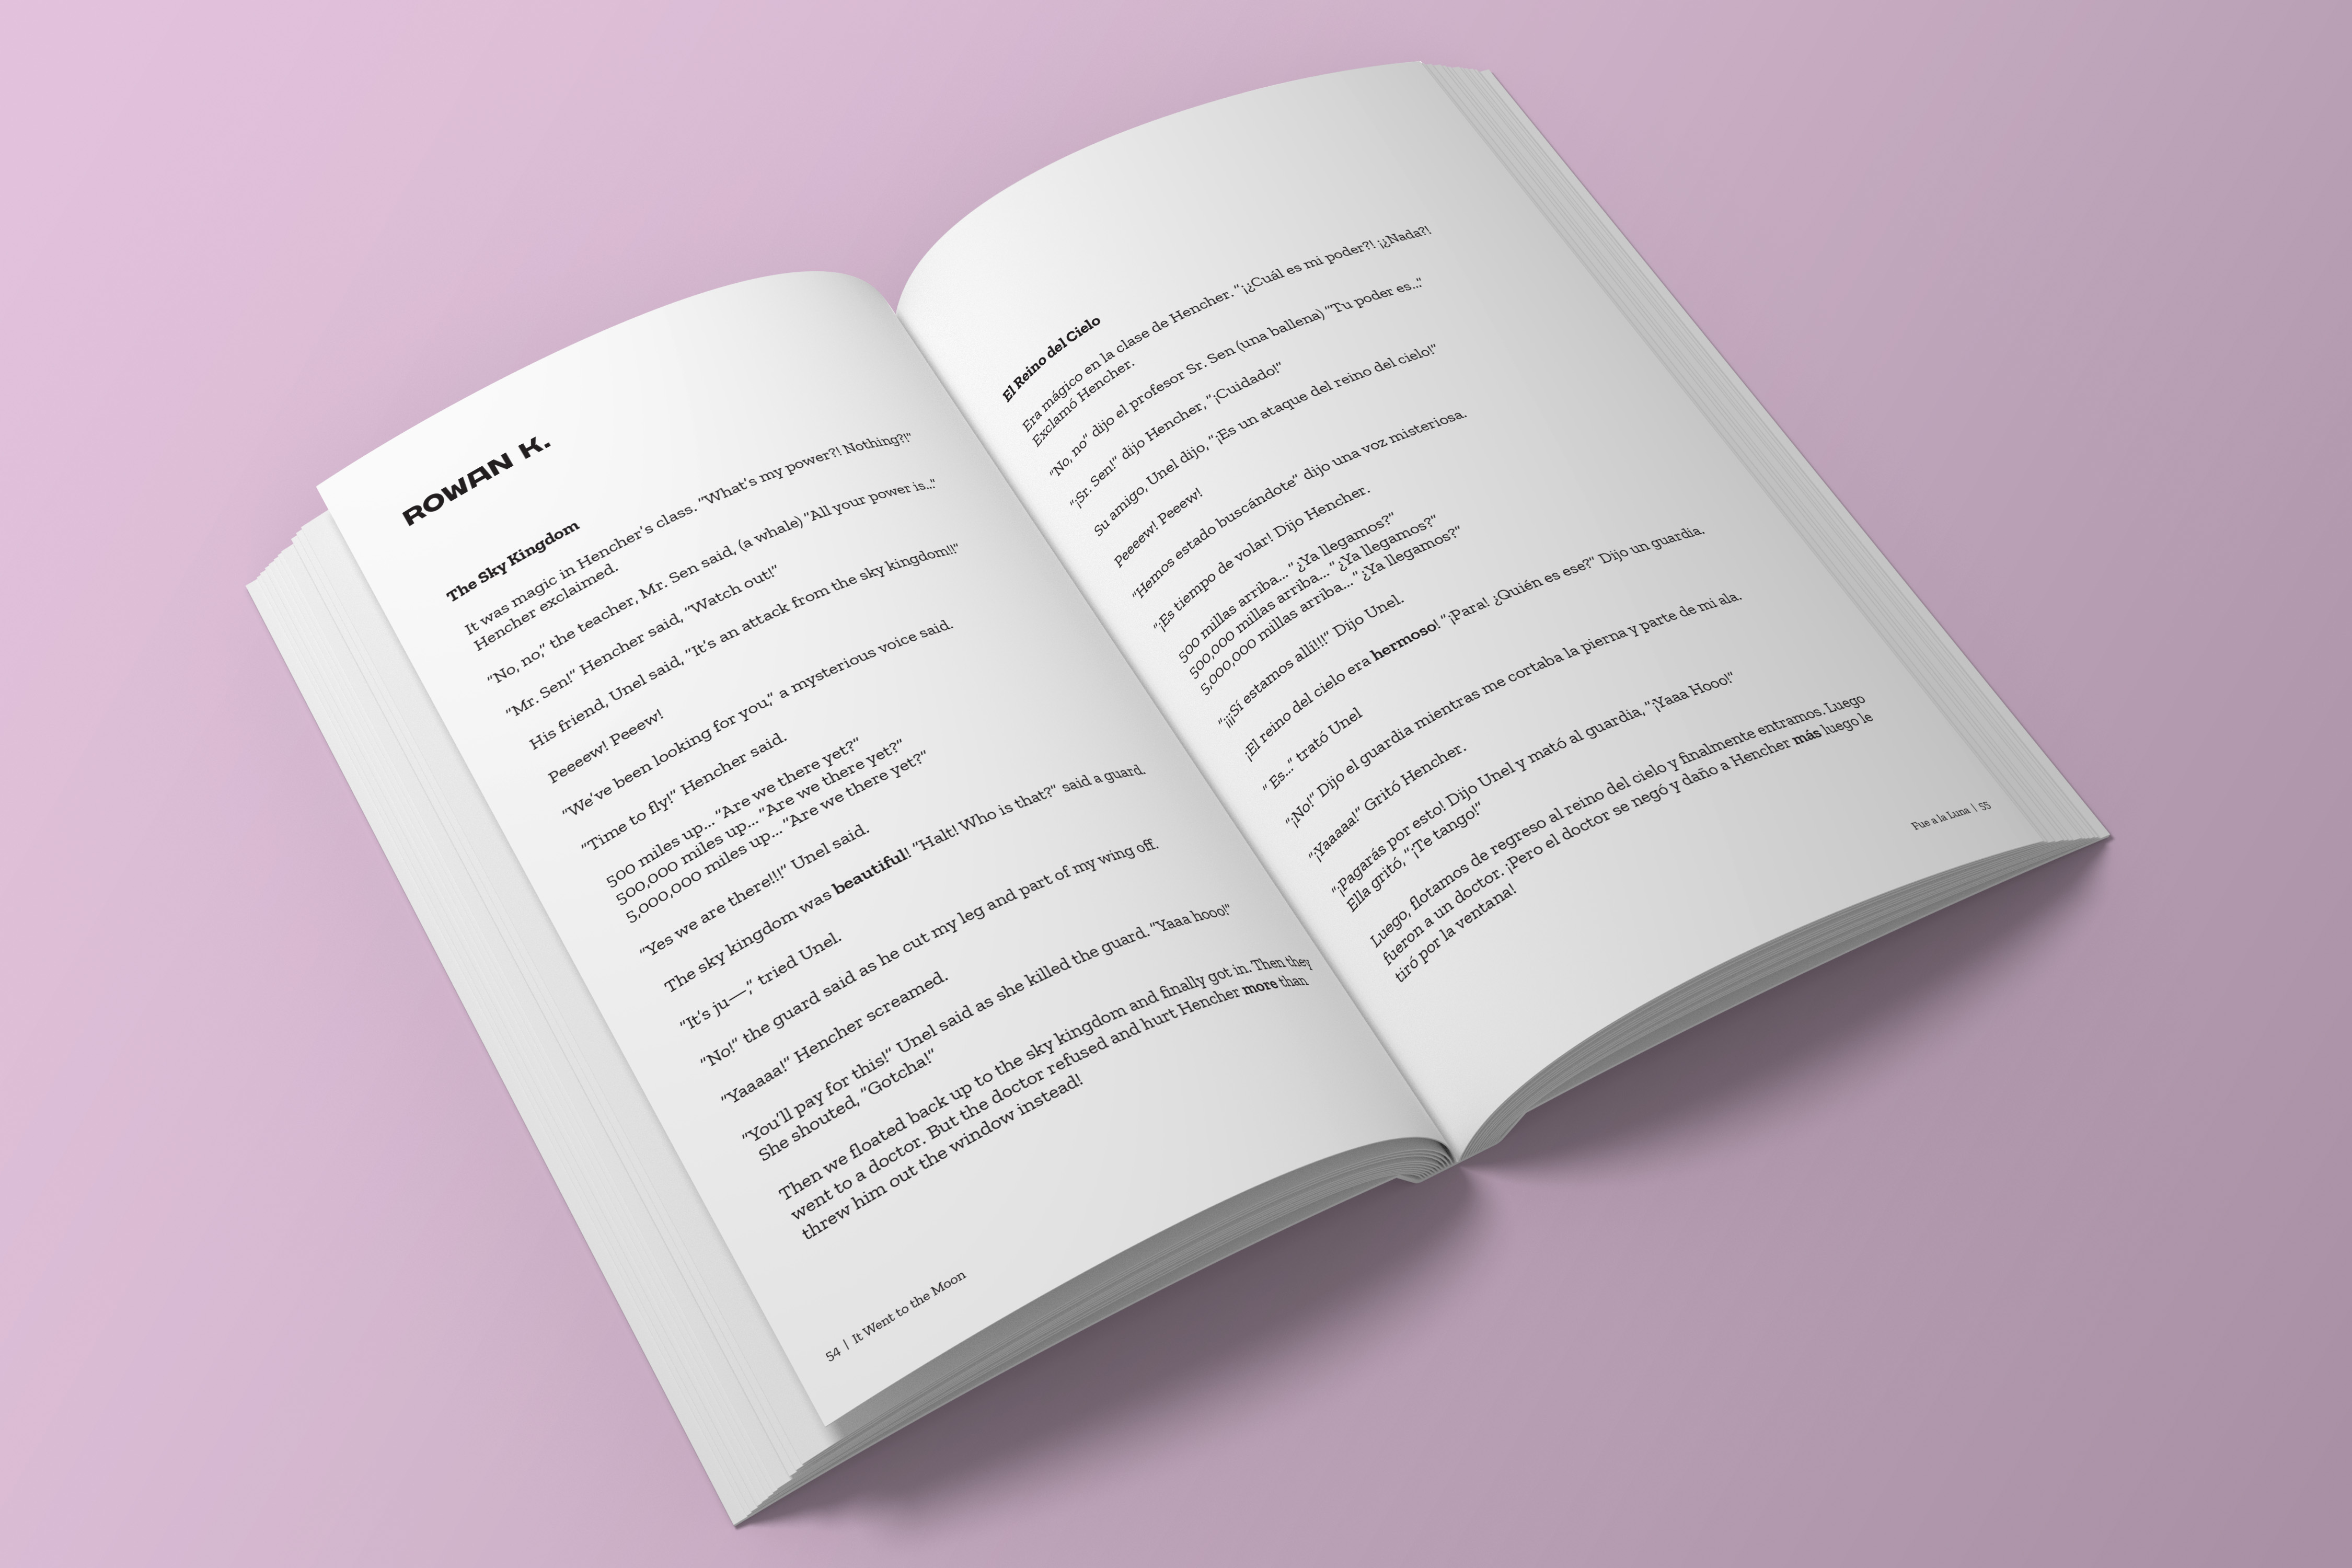 ROWAN K.
The Sky Kingdom
It was magic in Hencher's class. "What's my power?! Nothing?!"
Hencher exclaimed.
"No, no," the teacher, Mr. Sen said, (a whale) "All your power is..."
"Mr. Sen!" Hencher said, "Watch out!"
His friend, Unel said, "It's an attack from the sky kingdom!!"
Peeeew! Peeew!
"We've been looking for you," a mysterious voice said.
"Time to fly!" Hencher said.
500 miles up... "Are we there yet?"
500,000 miles up... "Are we there yet?"
5,000,000 miles up... "Are we there yet?"
"Yes we are there!!!" Unel said.
The sky kingdom was beautiful! "Halt! Who is that?" said a guard.
"It's ju—," tried Unel.
"No!" the guard said as he cut my leg and part of my wing off.
"Yaaaaa!" Hencher screamed.
"You'll pay for this!" Unel said as she killed the guard. "Yaaa hooo!"
She shouted, "Gotcha!"
Then we floated back up to the sky kingdom and finally got in. Then they
went to a doctor. But the doctor refused and hurt Hencher more than
threw him out the window instead!
54 | It Went to the Moon
El Reino del Cielo
Era mágico en la clase de Hencher. "¡¿Cuál es mi poder?! ¡¿Nada?!
Exclamó Hencher.
"No, no" dijo el profesor Sr. Sen (una ballena) "Tu poder es..."
"¡Sr. Sen!" dijo Hencher, "¡Cuidado!"
Su amigo, Unel dijo, "¡Es un ataque del reino del cielo!"
Peeeew! Peeew!
"Hemos estado buscándote" dijo una voz misteriosa.
"¡Es tiempo de volar! Dijo Hencher.
500 millas arriba... "¿Ya llegamos?"
500,000 millas arriba... "¿Ya llegamos?"
5,000,000 millas arriba... "¿Ya llegamos?"
"¡¡¡Sí estamos allí!!!" Dijo Unel.
¡El reino del cielo era hermoso! "¡Para! ¿Quién es ese?" Dijo un guardia.
" Es..." trató Unel
"¡No!" Dijo el guardia mientras me cortaba la pierna y parte de mi ala.
"¡Yaaaaa!" Gritó Hencher.
"¡Pagarás por esto! Dijo Unel y mató al guardia, "¡Yaaa Hooo!"
Ella gritó, "¡Te tango!"
Luego, flotamos de regreso al reino del cielo y finalmente entramos. Luego
fueron a un doctor. ¡Pero el doctor se negó y daño a Hencher más luego le
tiró por la ventana!
Fue a la Luna | 55